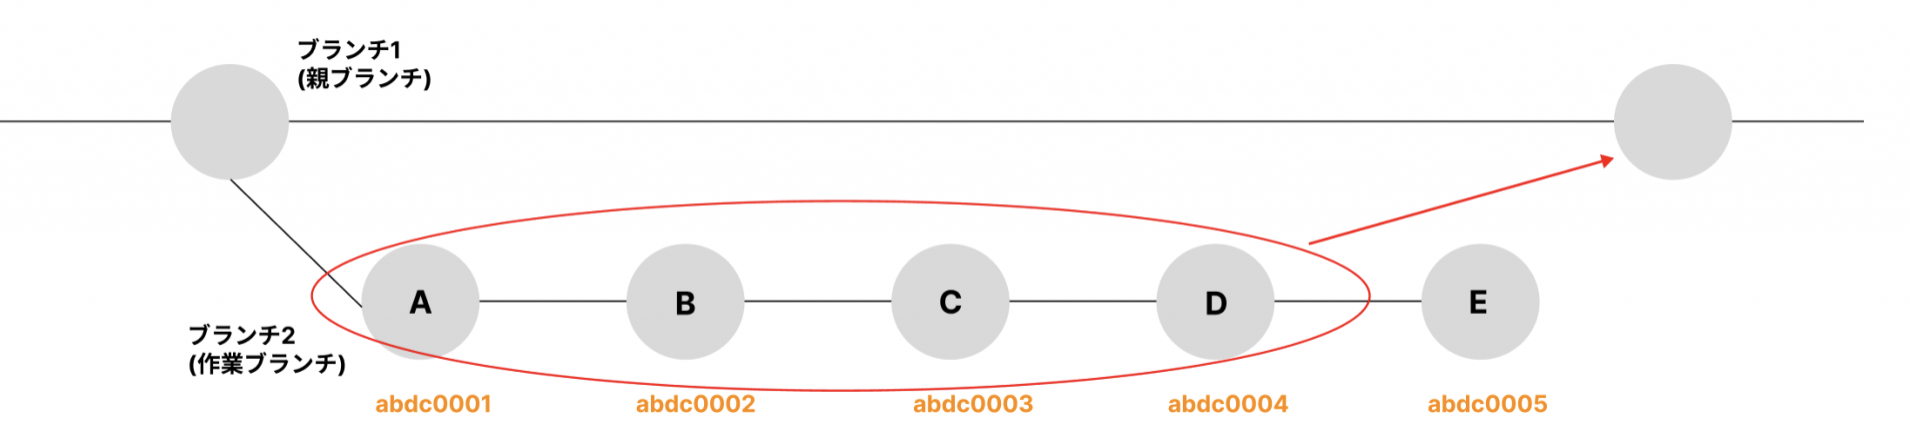 ブランチ1
(親ブランチ)
A
B
C
D
E
ブランチ2
(作業ブランチ)
abdc0001
abdc0002
abdc0003
abdc0004
abdc0005